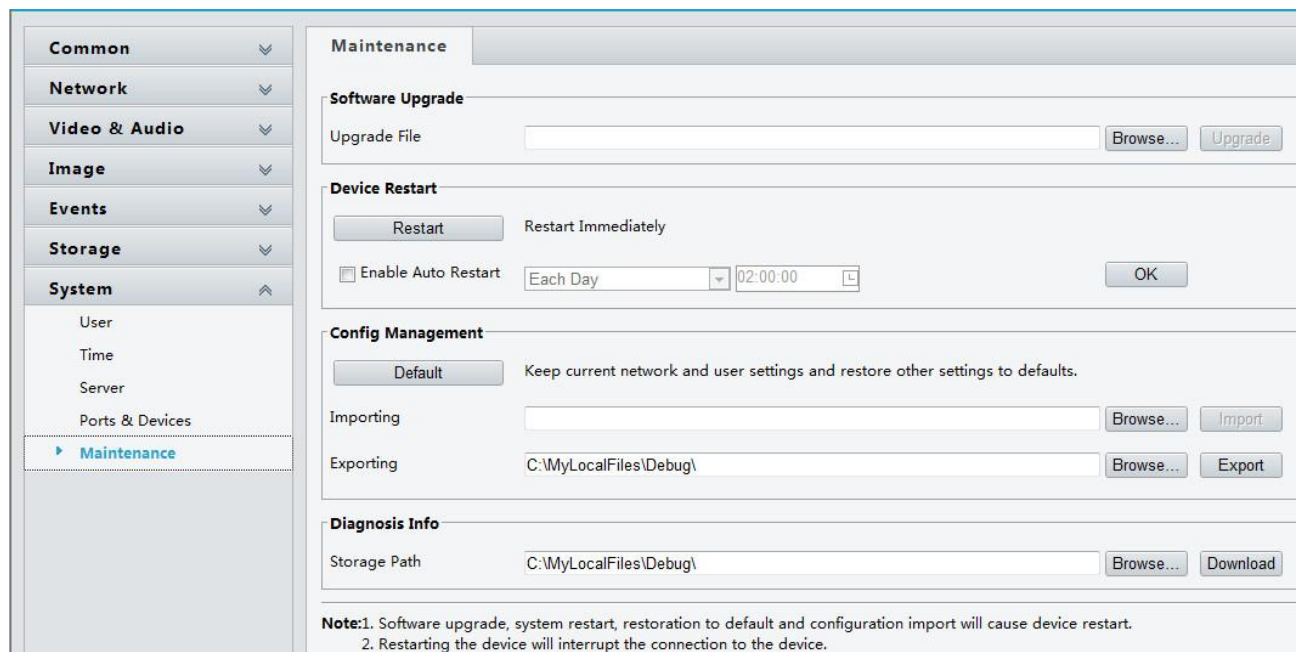 Common
Network
Video & Audio
Image
Events
Storage
System
User
Time
Server
Ports & Devices
Maintenance
Maintenance
Software Upgrade
Upgrade File Browse... Upgrade
Device Restart
Restart Restart Immediately
Enable Auto Restart Each Day 02:00:00 OK
Config Management
Default Keep current network and user settings and restore other settings to defaults.
Importing Browse... Import
Exporting C:\MyLocalFiles\Debug\ Browse... Export
Diagnosis Info
Storage Path C:\MyLocalFiles\Debug\ Browse... Download
Note:1. Software upgrade, system restart, restoration to default and configuration import will cause device restart.
2. Restarting the device will interrupt the connection to the device.